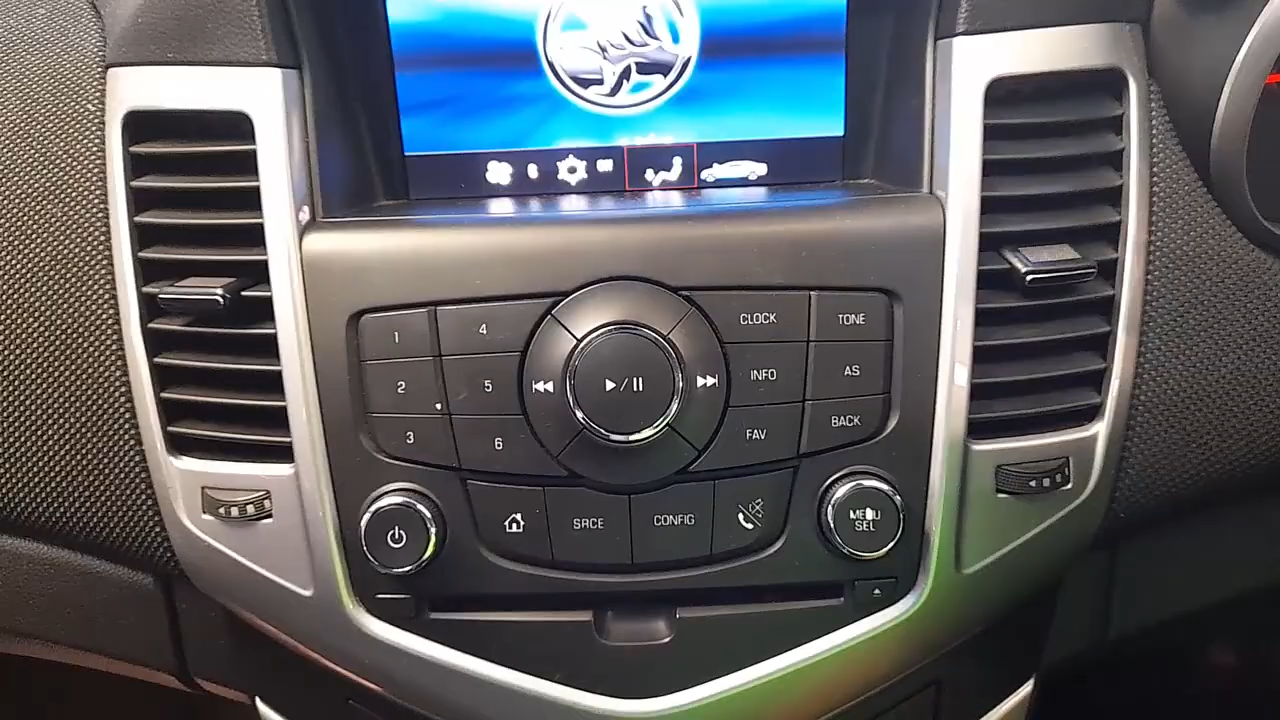 1
4
CLOCK
TONE
2
5
INFO
AS
3
6
FAV
BACK
SRCE
CONFIG
MENU
SEL